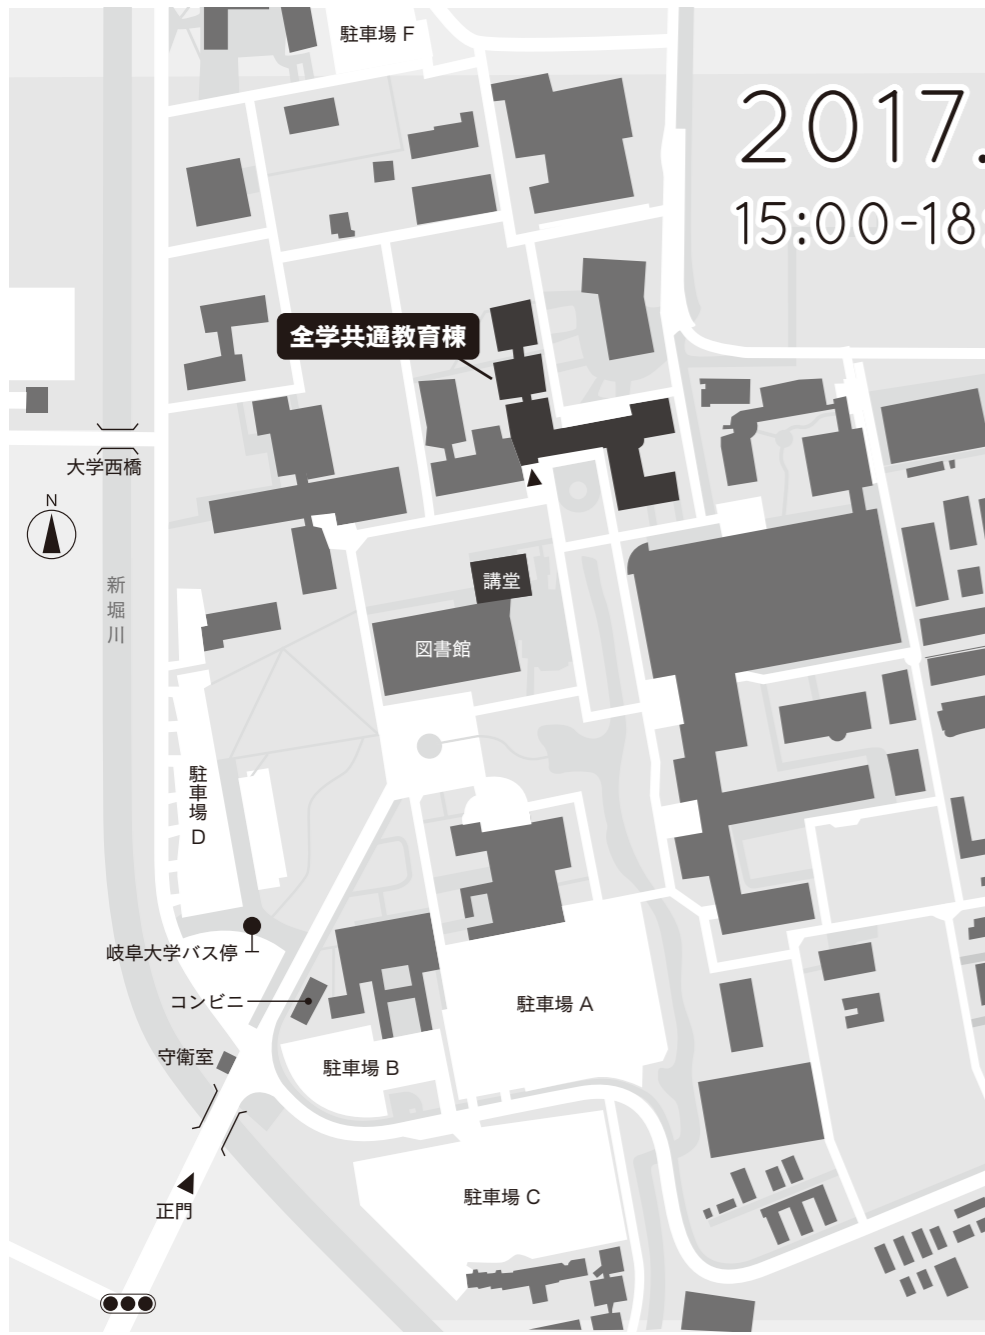 駐車場 F
2017.
15:00-18:
全学共通教育棟
大学西橋
N
新堀川
講堂
図書館
駐車場 D
岐阜大学バス停
コンビニ
駐車場 A
守衛室
駐車場 B
正門
駐車場 C